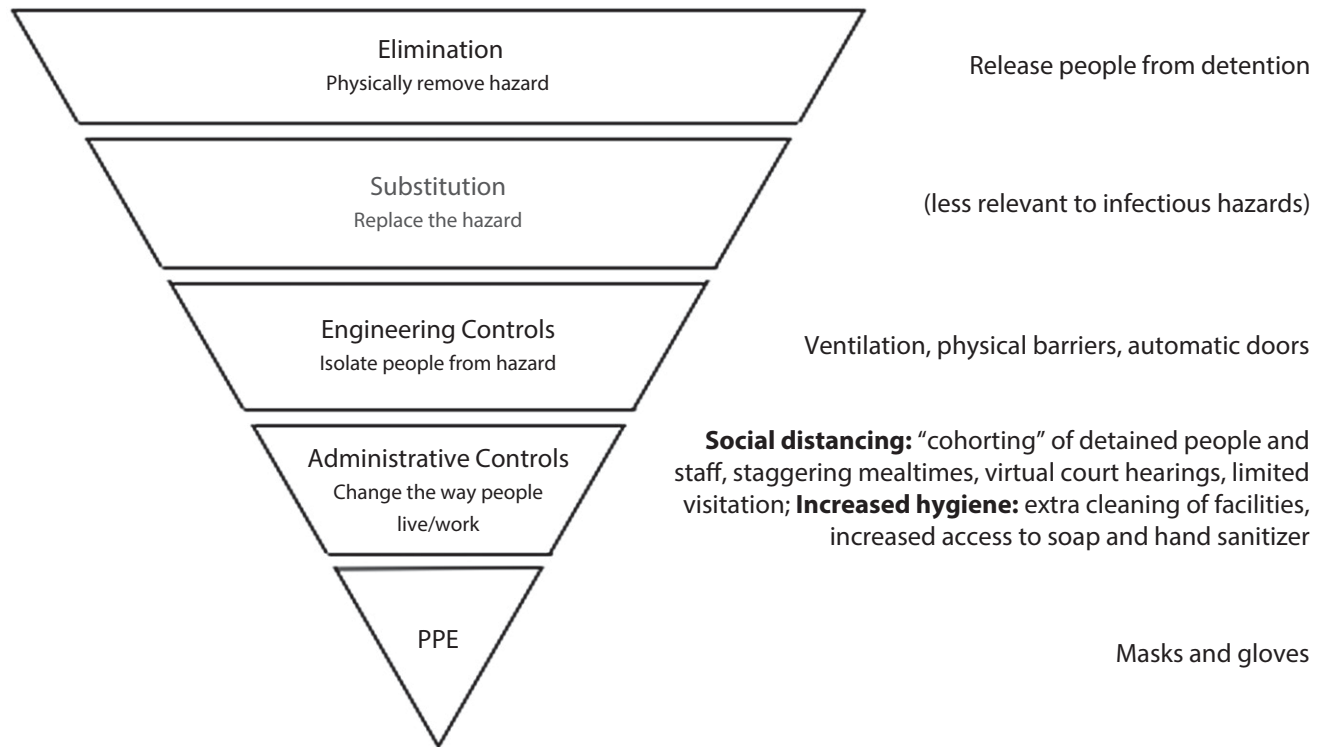 Elimination
Physically remove hazard
Release people from detention
Substitution
Replace the hazard
(less relevant to infectious hazards)
Engineering Controls
Isolate people from hazard
Ventilation, physical barriers, automatic doors
Administrative Controls
Change the way people
live/work
Social distancing: “cohorting” of detained people and
staff, staggering mealtimes, virtual court hearings, limited
visitation; Increased hygiene: extra cleaning of facilities,
increased access to soap and hand sanitizer
PPE
Masks and gloves